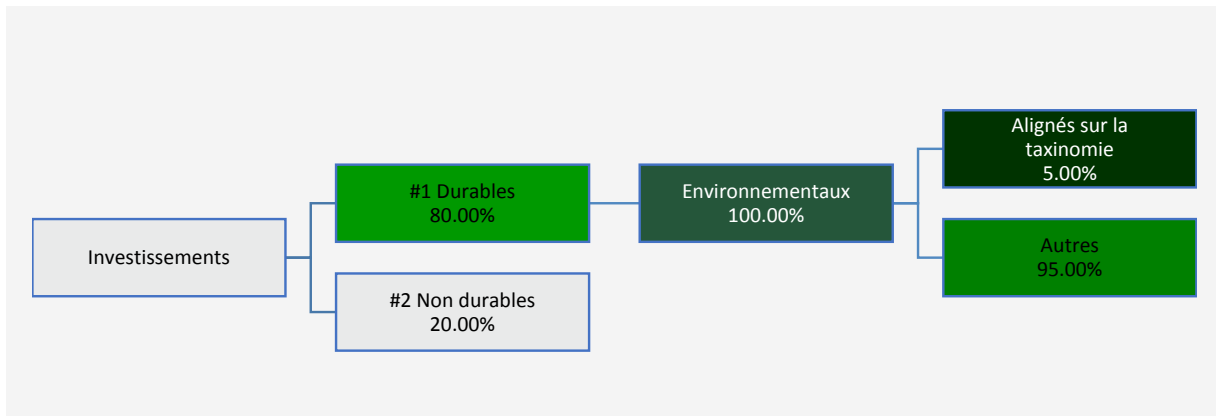 Investissements
#1 Durables
80.00%
#2 Non durables
20.00%
Environnementaux
100.00%
Alignés sur la
taxinomie
5.00%
Autres
95.00%